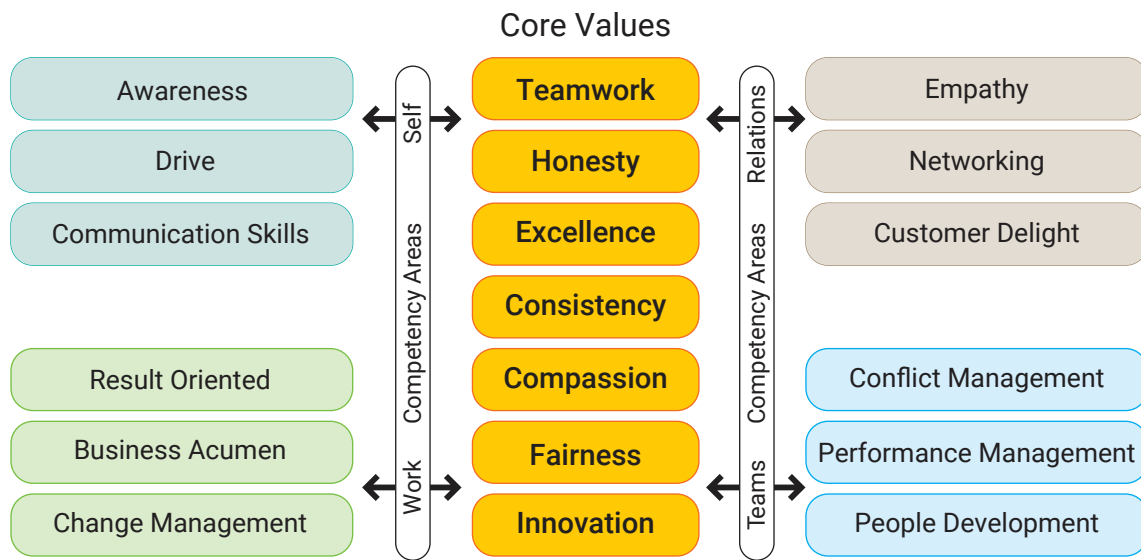 Core Values
Awareness
Drive
Communication Skills
Result Oriented
Business Acumen
Change Management
Self
Competency Areas
Work
Teamwork
Honesty
Excellence
Consistency
Compassion
Fairness
Innovation
Relations
Competency Areas
Teams
Empathy
Networking
Customer Delight
Conflict Management
Performance Management
People Development